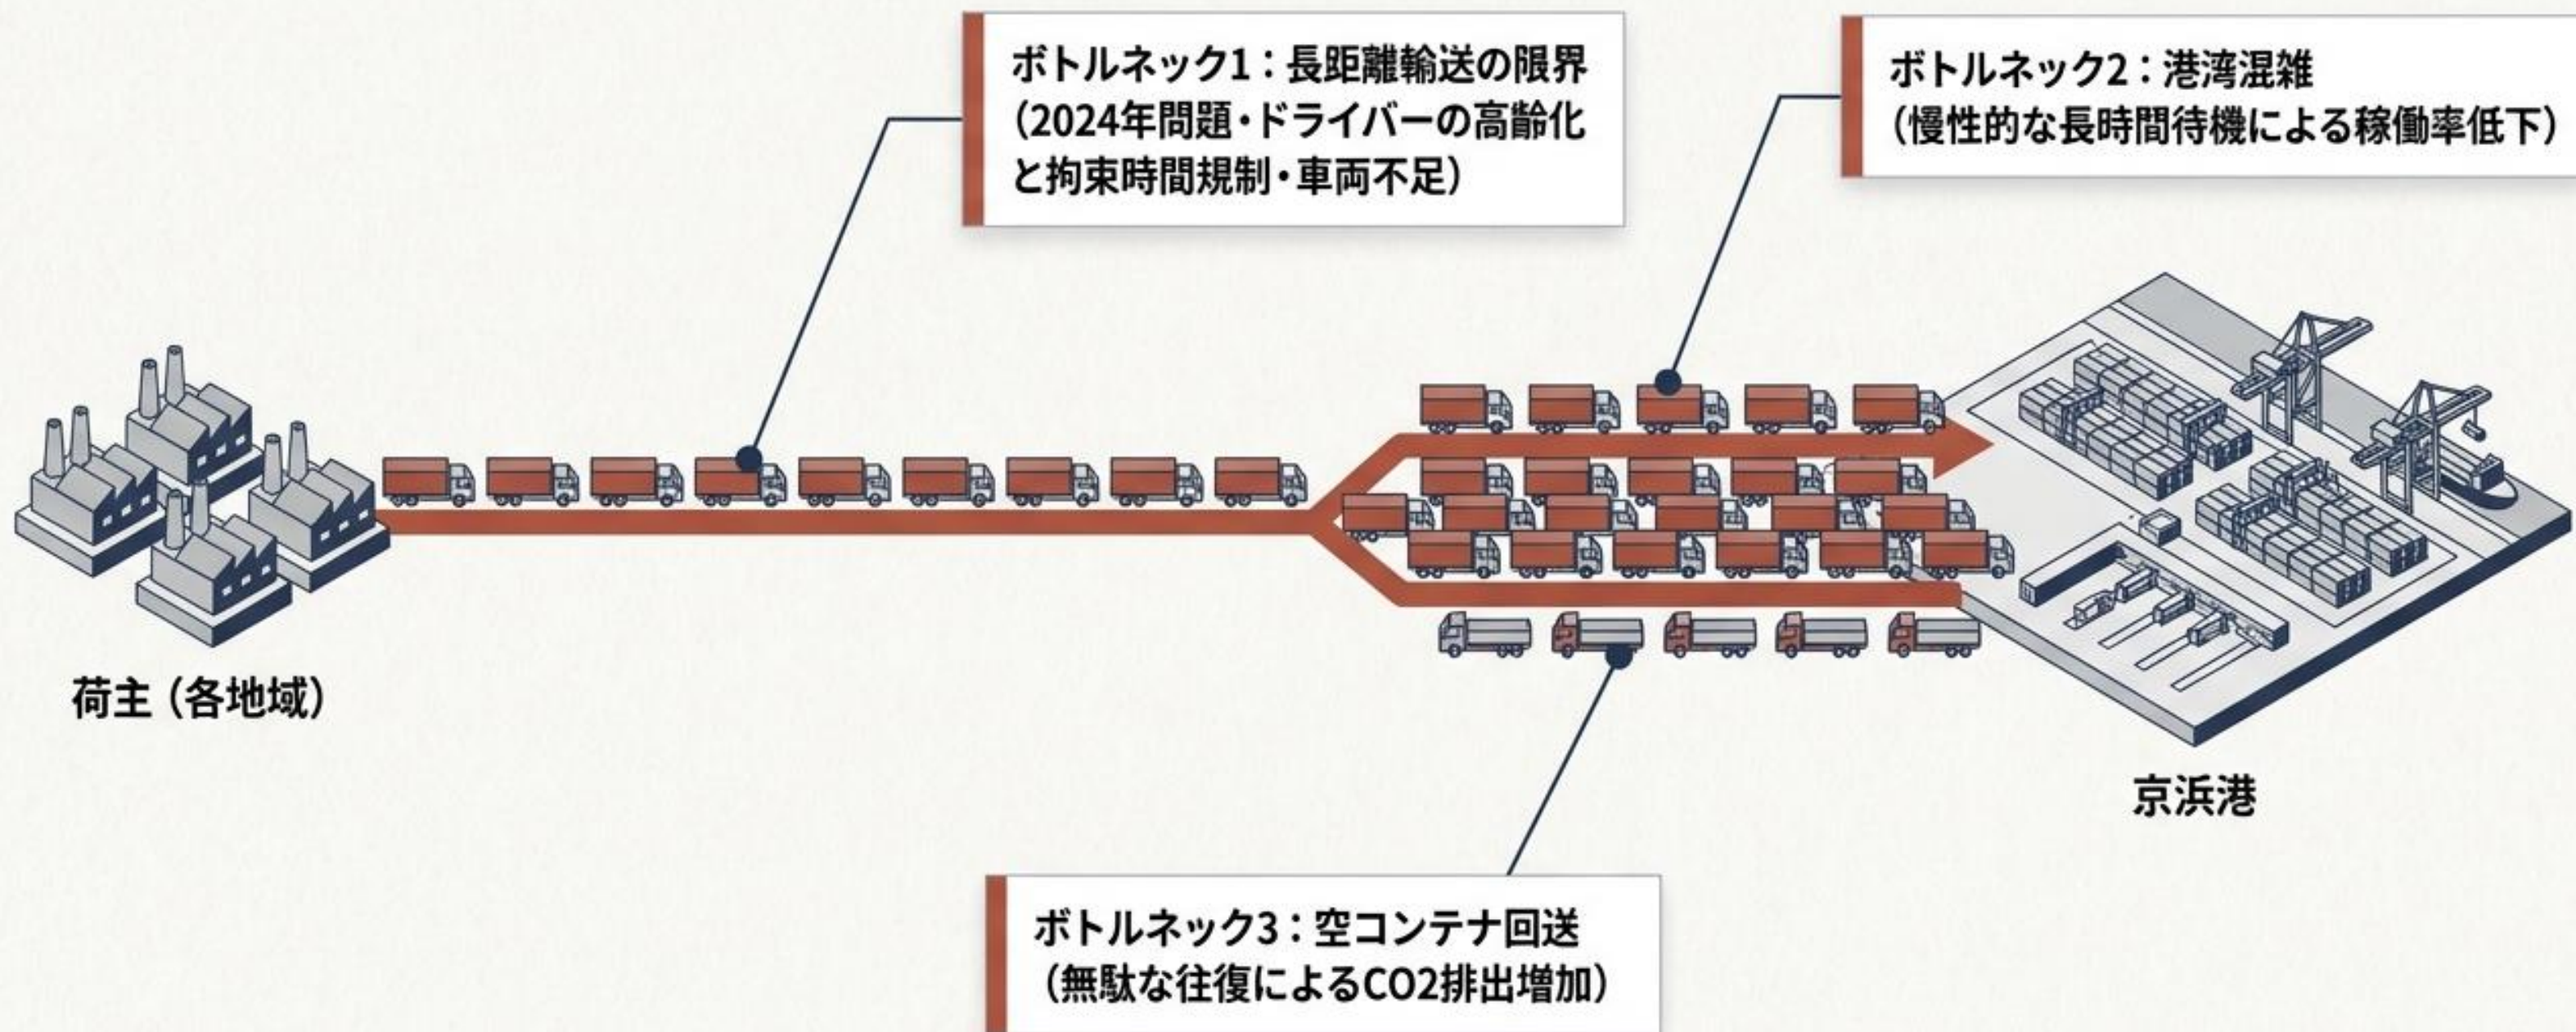 ボトルネック1：長距離輸送の限界
（2024年問題・ドライバーの高齢化
と拘束時間規制・車両不足）
ボトルネック2：港湾混雑
（慢性的な長時間待機による稼働率低下）
荷主（各地域）
京浜港
ボトルネック3：空コンテナ回送
（無駄な往復によるCO2排出増加）